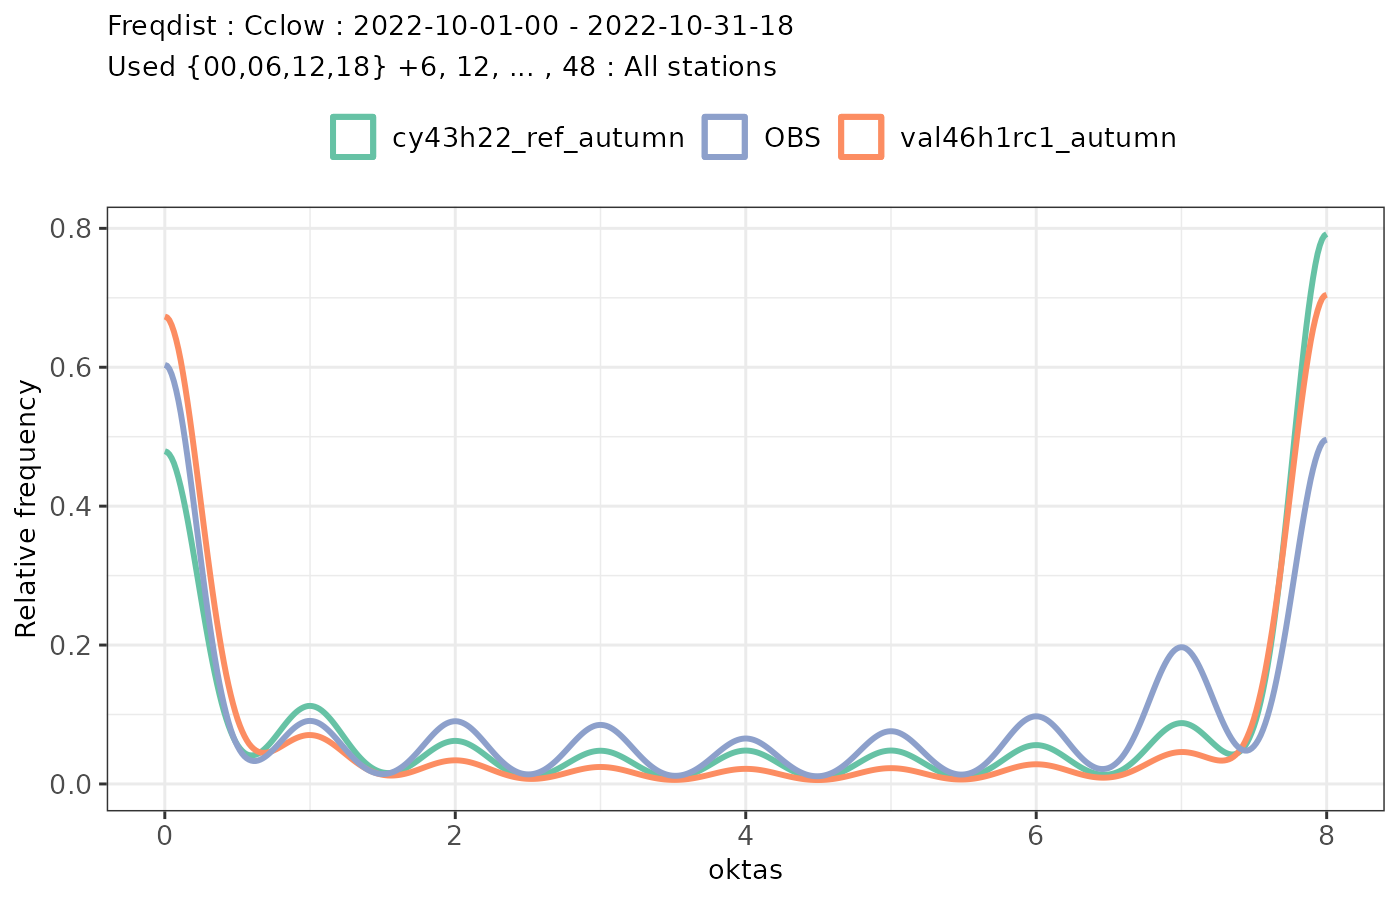 Freqdist : Cclow : 2022-10-01-00 - 2022-10-31-18
Used {00,06,12,18} +6, 12, ... , 48 : All stations
cy43h22_ref_autumn OBS val46h1rc1_autumn
0.8
0.6
0.4
0.2
0.0
Relative frequency
0 2 4 6 8
oktas